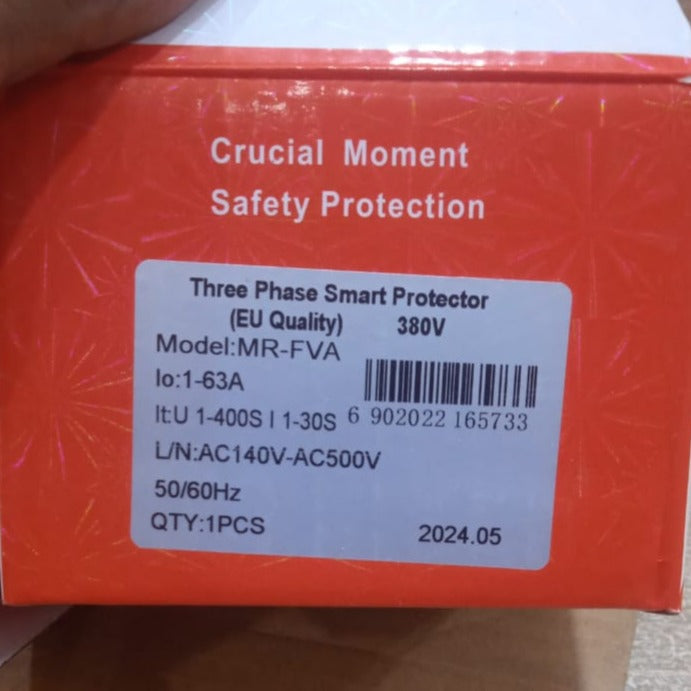 Crucial Moment
Safety Protection
Three Phase Smart Protector
(EU Quality) 380V
Model:MR-FVA
Io:1-63A
It:U 1-400S I 1-30S
6 902022 165733
L/N:AC140V-AC500V
50/60Hz
QTY:1PCS
2024.05